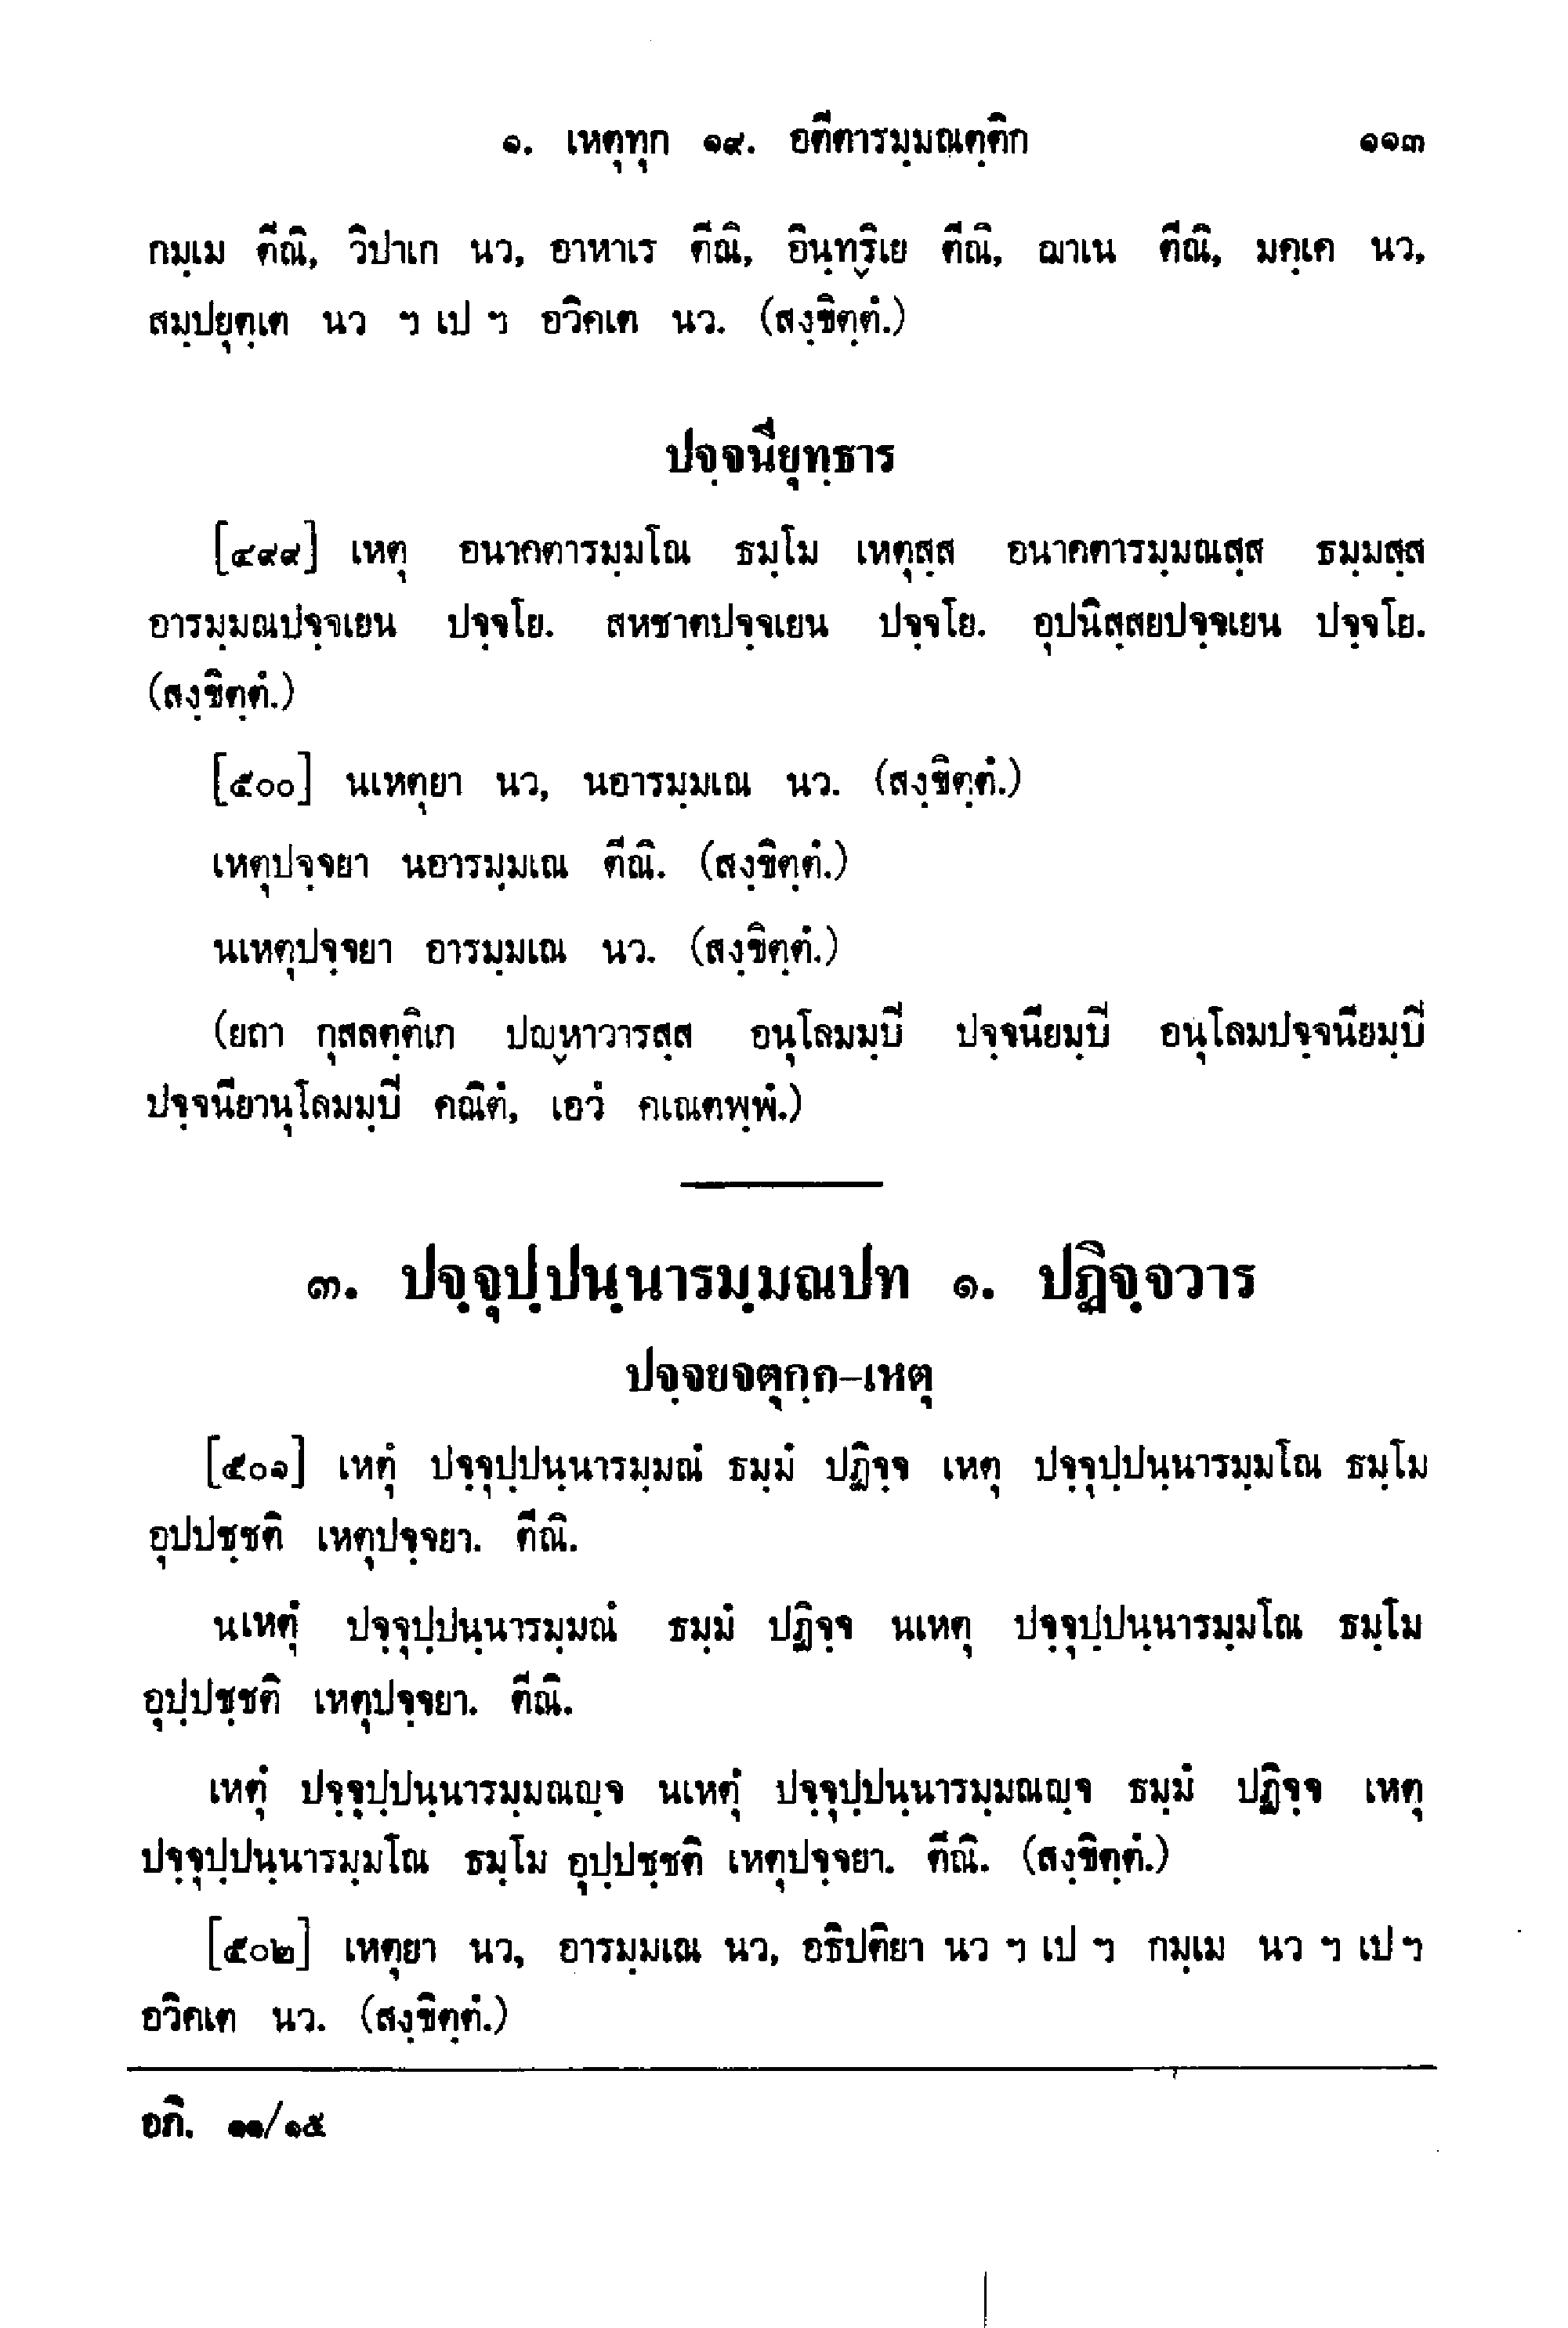 ๑. เหตุทุก ๑๙. อตีตารมฺมณตฺติก ๑๑๓
กมฺเม ตีณิ, วิปาเก นว, อาหาเร ตีณิ, อินฺทฺริเย ตีณิ, ฌาเน ตีณิ, มคฺเค นว,
สมฺปยุตฺเต นว ฯ เป ฯ อวิคเต นว. (สงฺขิตฺตํ.)
ปจฺจนียุทฺธาร
[๔๙๙] เหตุ อนาคตารมฺมโณ ธมฺโม เหตุสฺส อนาคตารมฺมณสฺส ธมฺมสฺส
อารมฺมณปจฺจเยน ปจฺจโย. สหชาตปจฺจเยน ปจฺจโย. อุปนิสฺสยปจฺจเยน ปจฺจโย.
(สงฺขิตฺตํ.)
[๕๐๐] นเหตุยา นว, นอารมฺมเณ นว. (สงฺขิตฺตํ.)
เหตุปจฺจยา นอารมฺมเณ ตีณิ. (สงฺขิตฺตํ.)
นเหตุปจฺจยา อารมฺมเณ นว. (สงฺขิตฺตํ.)
(ยถา กุสลตฺติเก ปญฺหาวารสฺส อนุโลมมฺปี ปจฺจนียมฺปี อนุโลมปจฺจนียมฺปี
ปจฺจนียานุโลมมฺปี คณิตํ, เอวํ คเณตพฺพํ.)
๓. ปจฺจุปฺปนฺนารมฺมณปท ๑. ปฏิจฺจวาร
ปจฺจยจตุกฺก-เหตุ
[๕๐๑] เหตุํ ปจฺจุปฺปนฺนารมฺมณํ ธมฺมํ ปฏิจฺจ เหตุ ปจฺจุปฺปนฺนารมฺมโณ ธมฺโม
อุปปชฺชติ เหตุปจฺจยา. ตีณิ.
นเหตุํ ปจฺจุปฺปนฺนารมฺมณํ ธมฺมํ ปฏิจฺจ นเหตุ ปจฺจุปฺปนฺนารมฺมโณ ธมฺโม
อุปฺปชฺชติ เหตุปจฺจยา. ตีณิ.
เหตุํ ปจฺจุปฺปนฺนารมฺมณญฺจ นเหตุํ ปจฺจุปฺปนฺนารมฺมณญฺจ ธมฺมํ ปฏิจฺจ เหตุ
ปจฺจุปฺปนฺนารมฺมโณ ธมฺโม อุปฺปชฺชติ เหตุปจฺจยา. ตีณิ. (สงฺขิตฺตํ.)
[๕๐๒] เหตุยา นว, อารมฺมเณ นว, อธิปติยา นว ฯ เป ฯ กมฺเม นว ฯ เป ฯ
อวิคเต นว. (สงฺขิตฺตํ.)
อภิ. ๑๑/๑๕